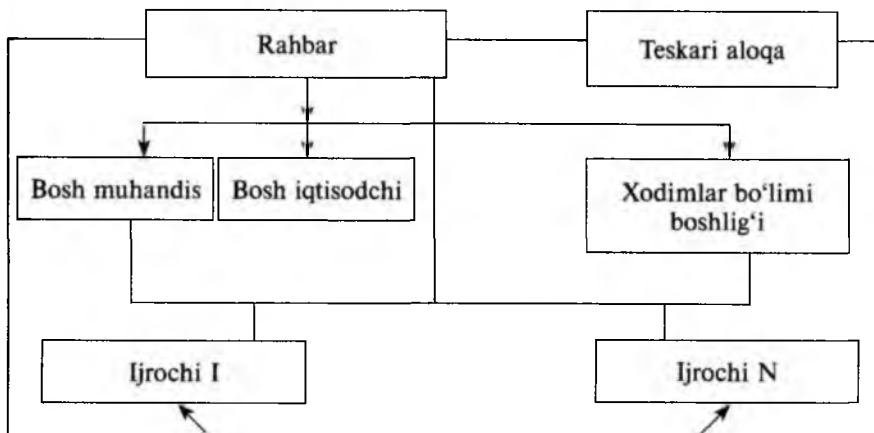 Rahbar
Teskari aloqa
Bosh muhandis
Bosh iqtisodchi
Xodimlar bo‘limi
boshlig‘i
Ijrochi I
Ijrochi N